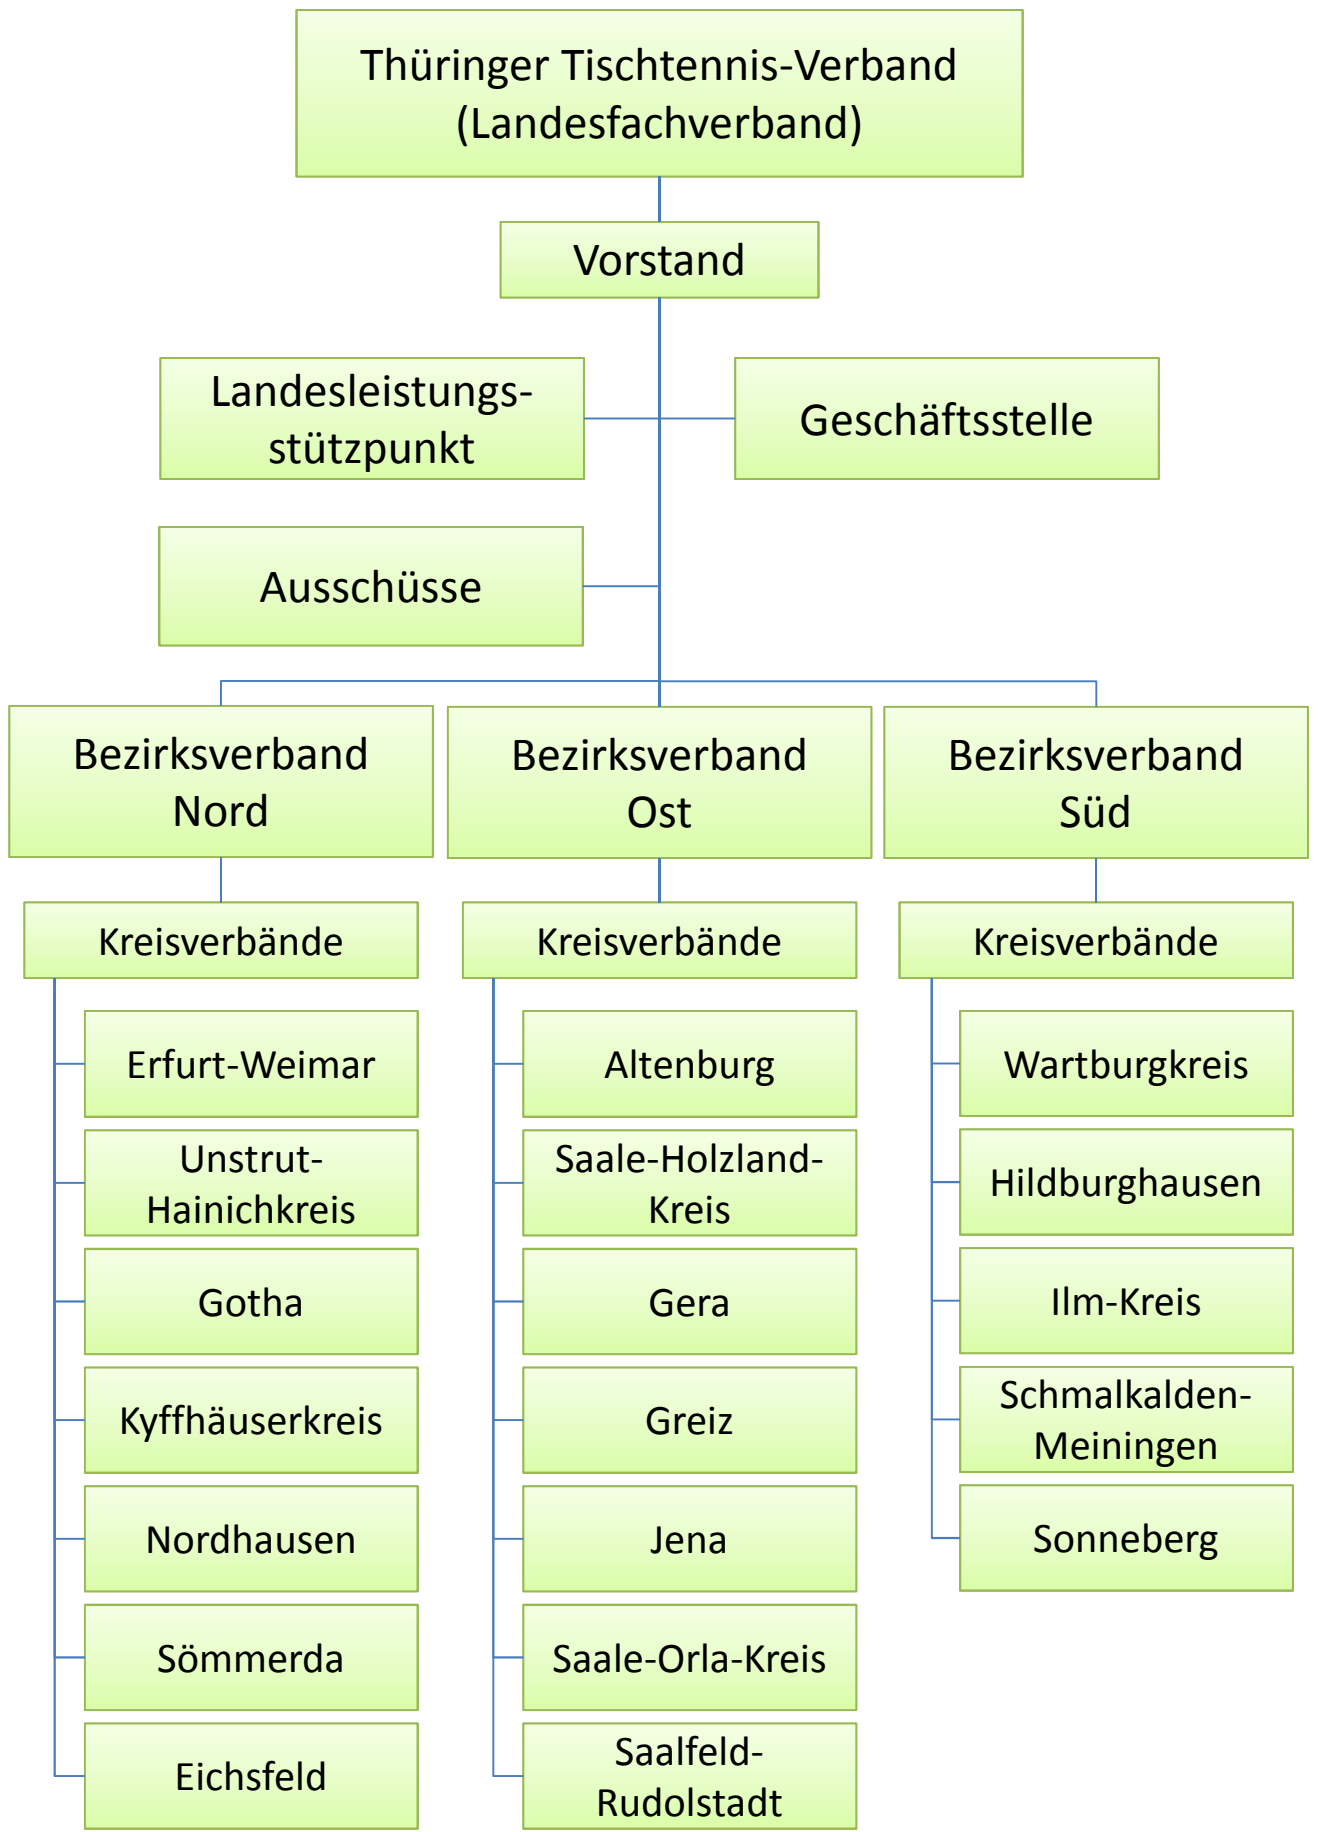 Thüringer Tischtennis-Verband
(Landesfachverband)
Vorstand
Landesleistungs-
stützpunkt
Geschäftsstelle
Ausschüsse
Bezirksverband
Nord
Bezirksverband
Ost
Bezirksverband
Süd
Kreisverbände
Erfurt-Weimar
Unstrut-
Hainichkreis
Gotha
Kyffhäuserkreis
Nordhausen
Sömmerda
Eichsfeld
Kreisverbände
Altenburg
Saale-Holzland-
Kreis
Gera
Greiz
Jena
Saale-Orla-Kreis
Saalfeld-
Rudolstadt
Kreisverbände
Wartburgkreis
Hildburghausen
Ilm-Kreis
Schmalkalden-
Meiningen
Sonneberg